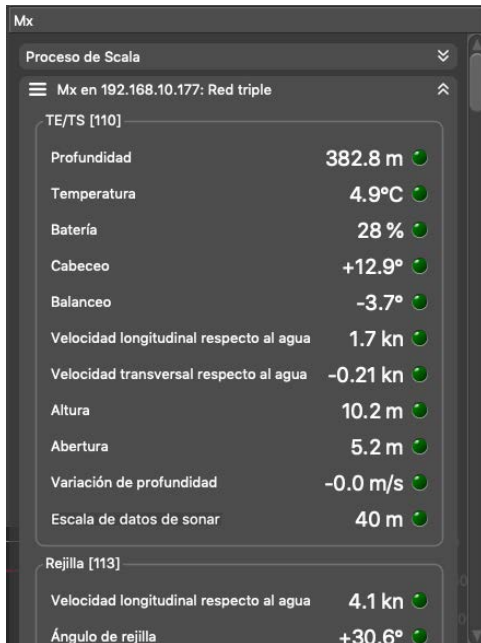 Mx
Proceso de Scala
Mx en 192.168.10.177: Red triple
TE/TS [110]
Profundidad 382.8 m
Temperatura 4.9°C
Batería 28 %
Cabeceo +12.9°
Balanceo -3.7°
Velocidad longitudinal respecto al agua 1.7 kn
Velocidad transversal respecto al agua -0.21 kn
Altura 10.2 m
Abertura 5.2 m
Variación de profundidad -0.0 m/s
Escala de datos de sonar 40 m
Rejilla [113]
Velocidad longitudinal respecto al agua 4.1 kn
Ángulo de rejilla +30.6°